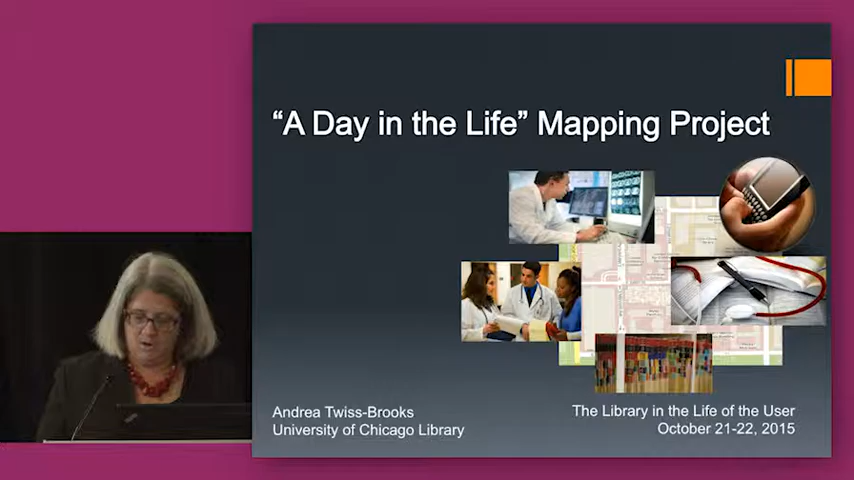 “A Day in the Life” Mapping Project
Andrea Twiss-Brooks
University of Chicago Library
The Library in the Life of the User
October 21-22, 2015